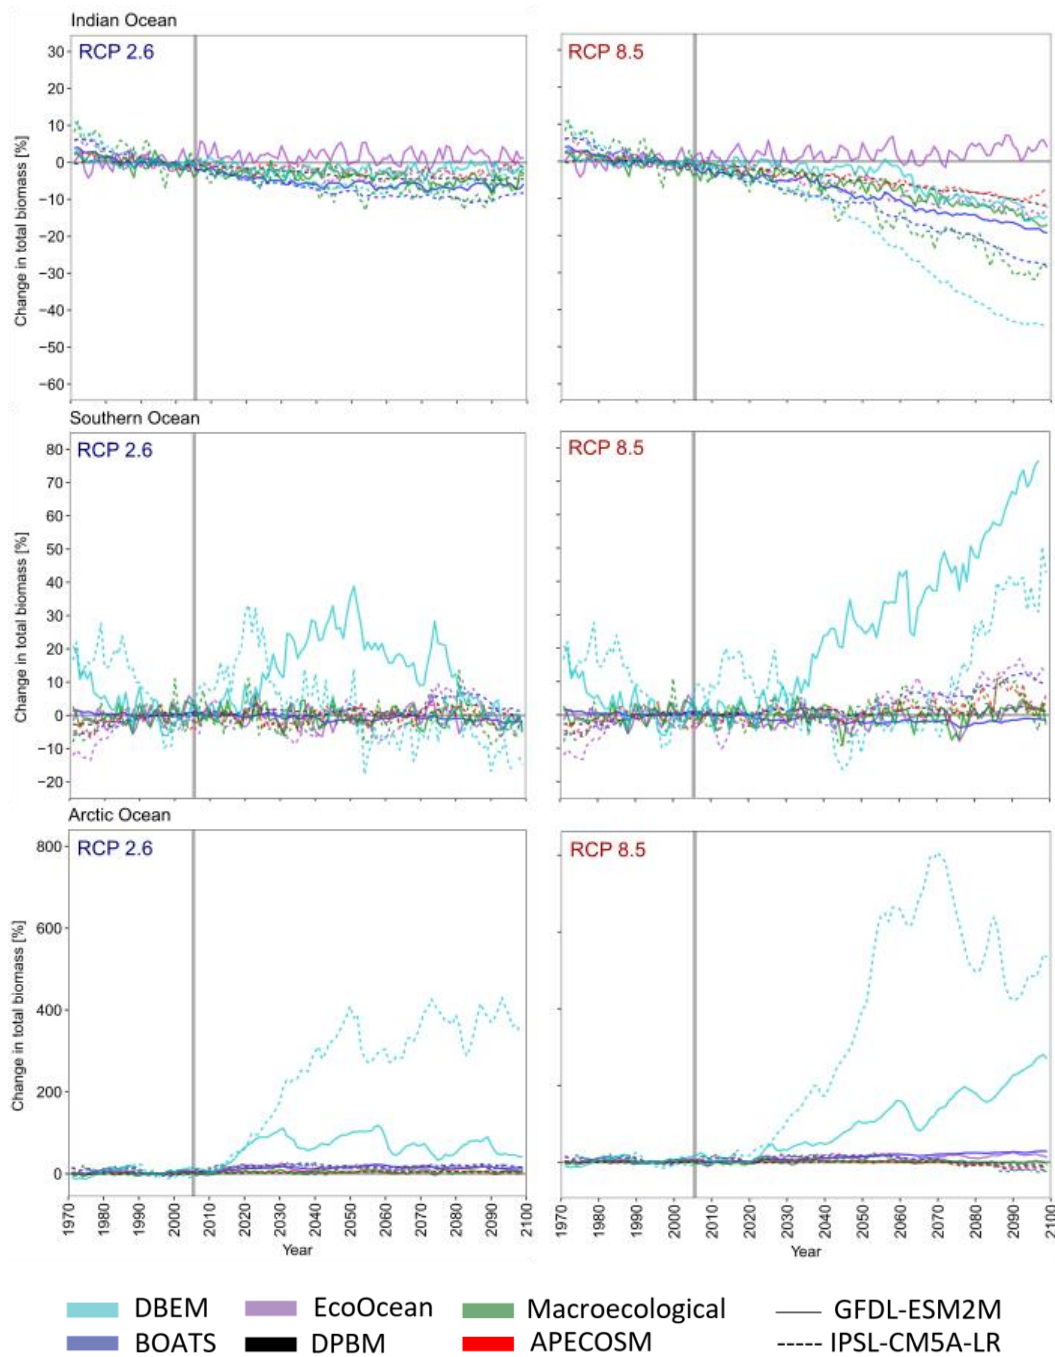 Indian Ocean
RCP 2.6
RCP 8.5
Change in total biomass [%]
30
20
10
0
−10
−20
−30
−40
−50
−60
Southern Ocean
RCP 2.6
RCP 8.5
Change in total biomass [%]
80
70
60
50
40
30
20
10
0
−10
−20
Arctic Ocean
RCP 2.6
RCP 8.5
Change in total biomass [%]
800
600
400
200
0
1970 1980 1990 2000 2010 2020 2030 2040 2050 2060 2070 2080 2090 2100
1970 1980 1990 2000 2010 2020 2030 2040 2050 2060 2070 2080 2090 2100
Year
Year
DBEM EcoOcean Macroecological GFDL-ESM2M
BOATS DPBM APECOSM IPSL-CM5A-LR